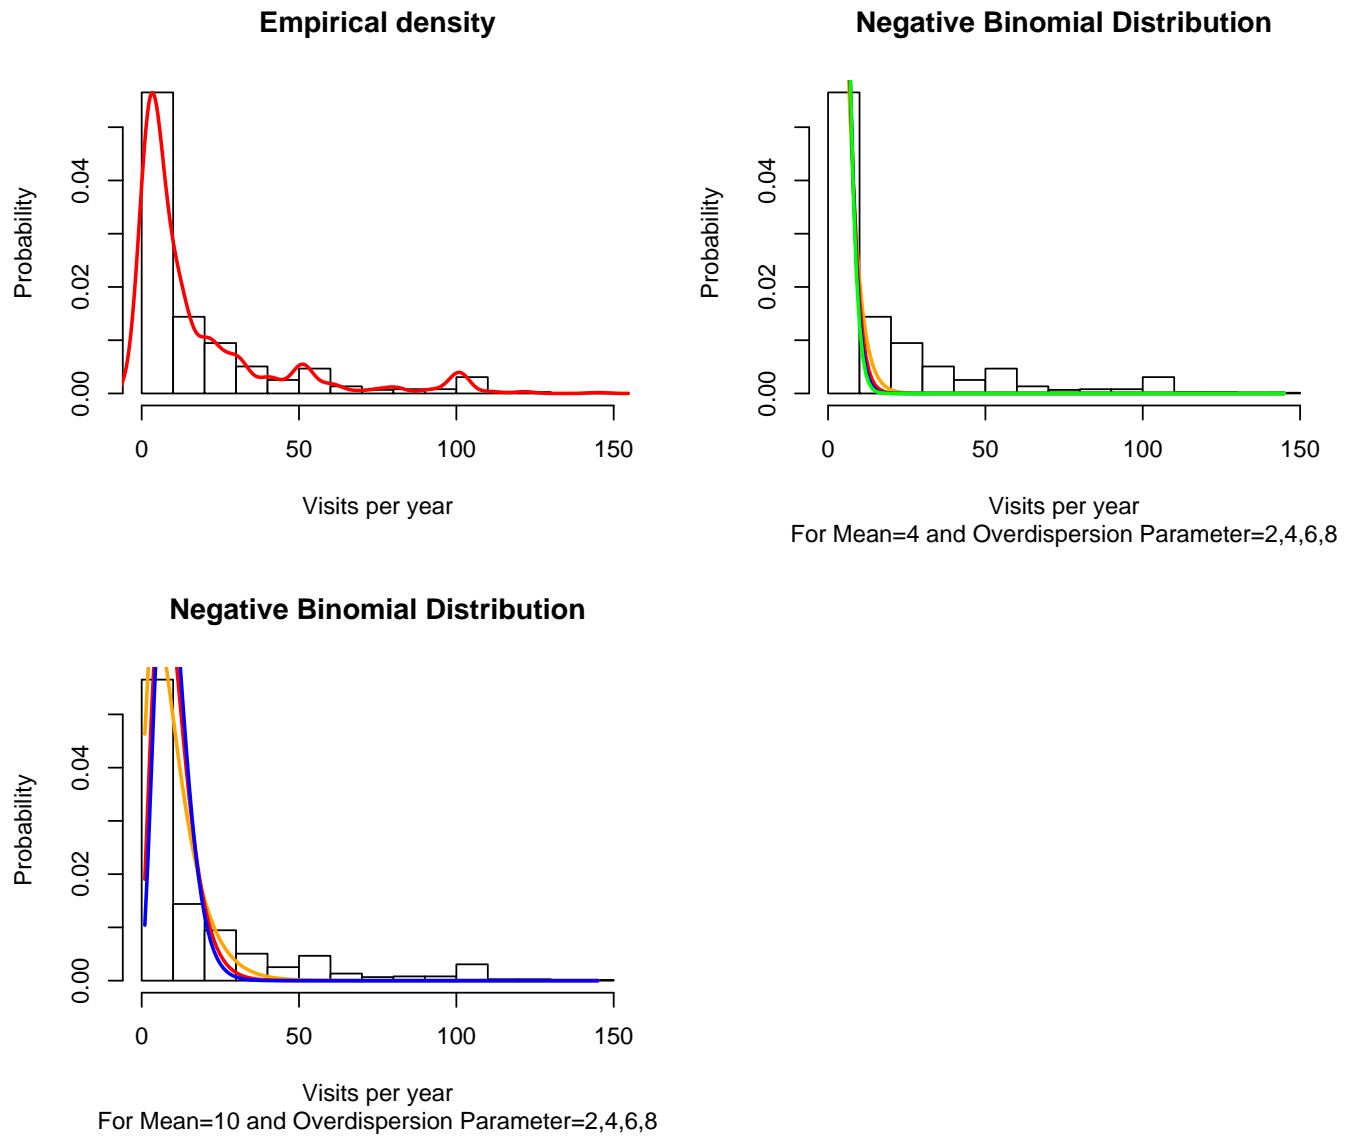 Empirical density
Probability
0.00 0.02 0.04
0 50 100 150
Visits per year
Negative Binomial Distribution
Probability
0.00 0.02 0.04
0 50 100 150
Visits per year
For Mean=4 and Overdispersion Parameter=2,4,6,8
Negative Binomial Distribution
Probability
0.00 0.02 0.04
0 50 100 150
Visits per year
For Mean=10 and Overdispersion Parameter=2,4,6,8